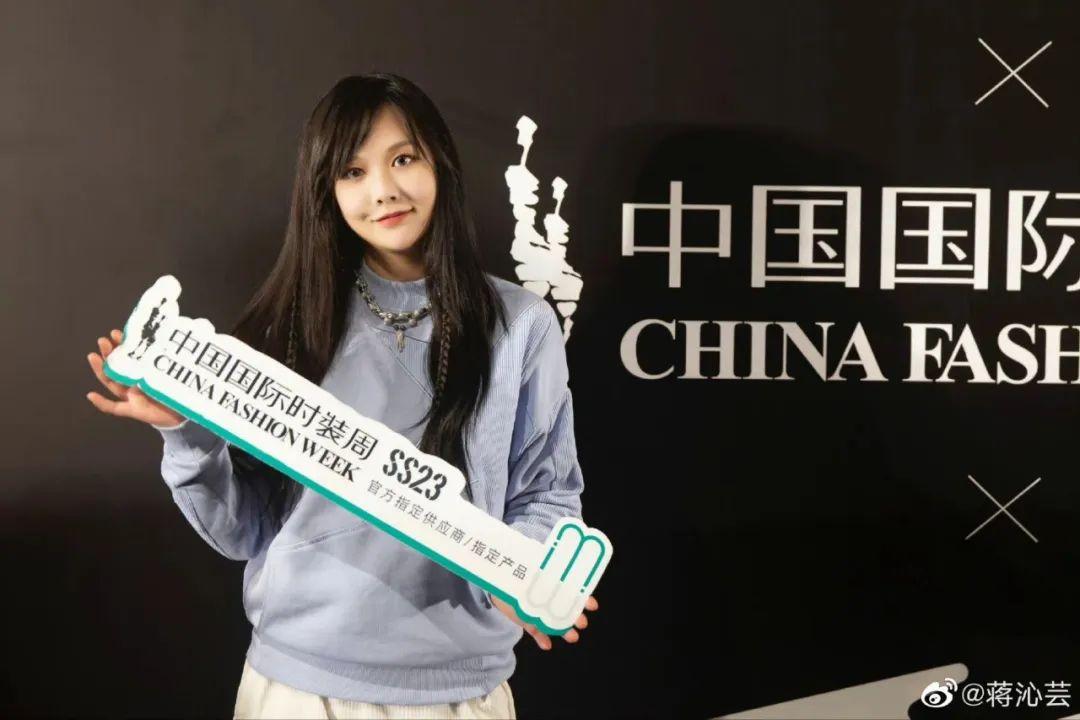 中国国际
CHINA FASH
中国国际时装周 SS23
CHINA FASHION WEEK
官方指定供应商/指定产品
@蒋沁芸